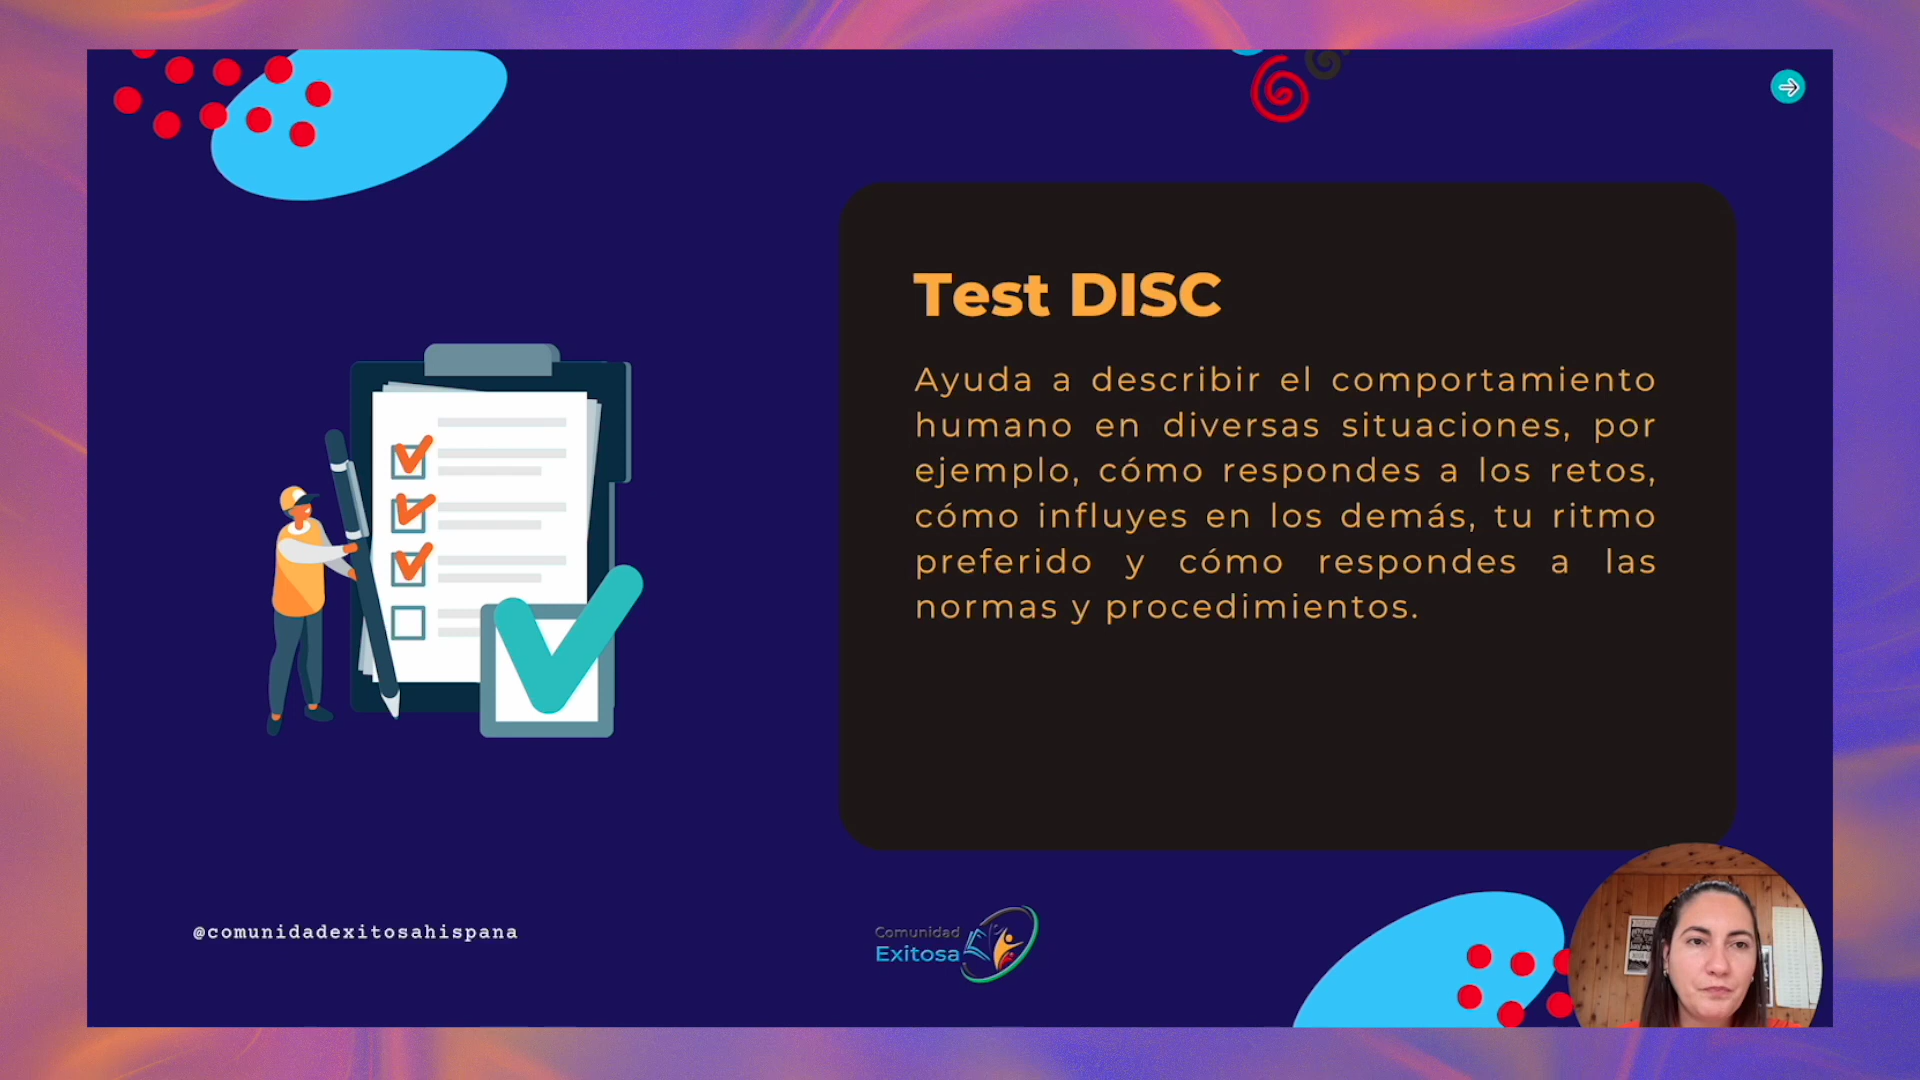 Test DISC
Ayuda a describir el comportamiento
humano en diversas situaciones, por
ejemplo, cómo respondes a los retos,
cómo influyes en los demás, tu ritmo
preferido y cómo respondes a las
normas y procedimientos.
@comunidadexitosahispana
Comunidad
Exitosa